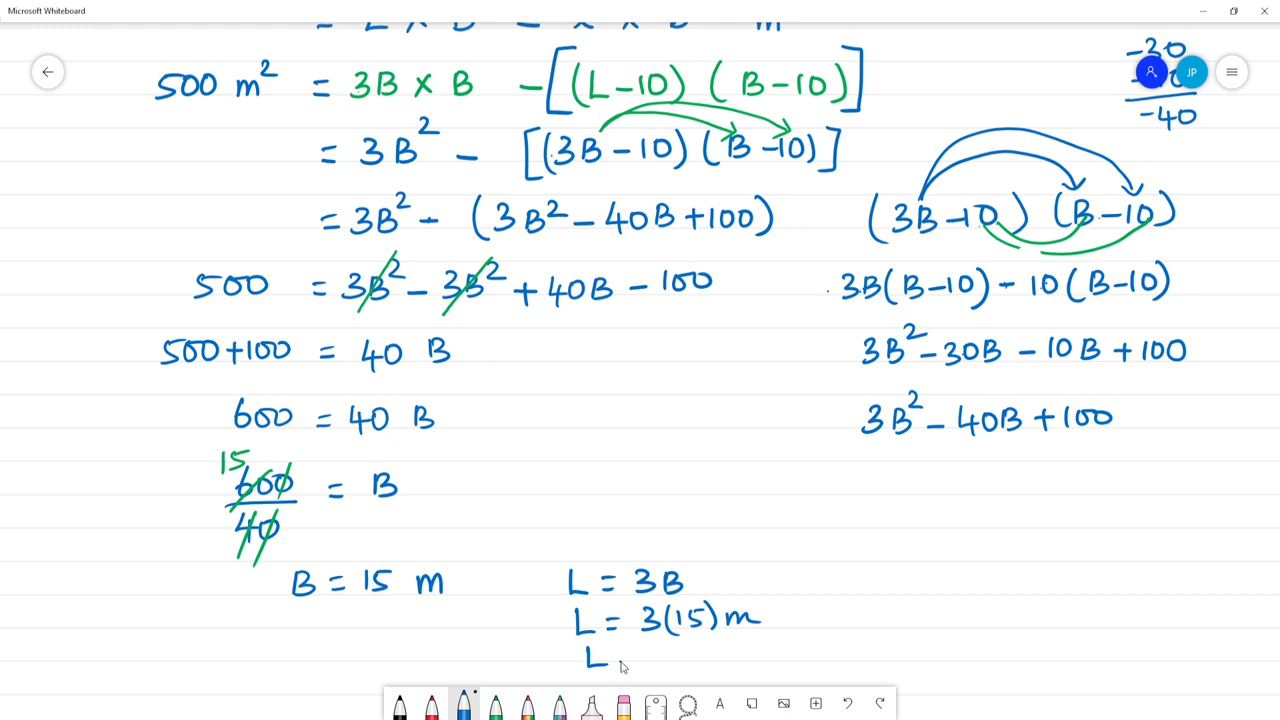 Microsoft Whiteboard
500 m² = 3B × B - [(L-10) (B-10)]
= 3B² - [(3B-10)(B-10)]
= 3B² - (3B² - 40B + 100)
500 = 3B² - 3B² + 40B - 100
500+100 = 40 B
600 = 40 B
15
600/40 = B
B = 15 m
L = 3B
L = 3(15) m
L
-30
JP
-40
(3B-10) (B-10)
3B(B-10) - 10(B-10)
3B² - 30B - 10B + 100
3B² - 40B + 100
A